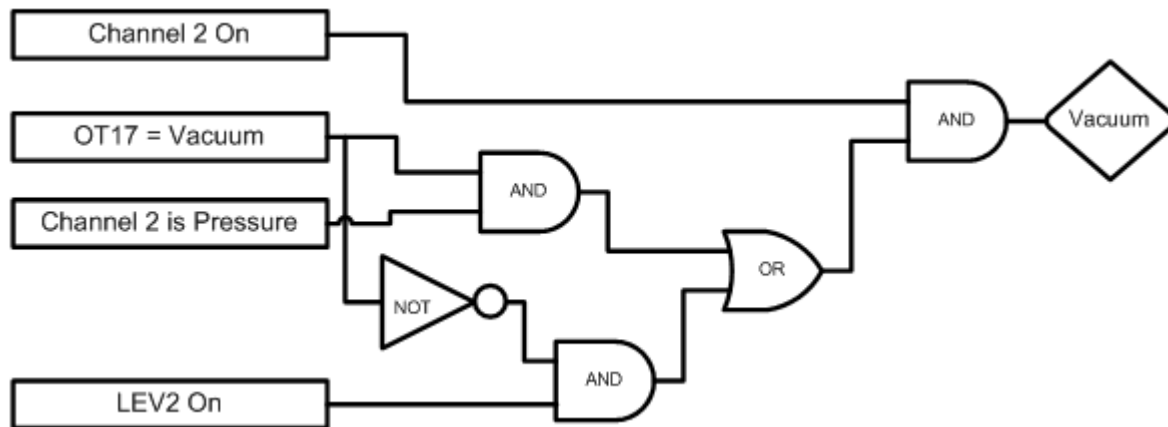 Channel 2 On
OT17 = Vacuum
Channel 2 is Pressure
LEV2 On
NOT
AND
AND
OR
AND
Vacuum